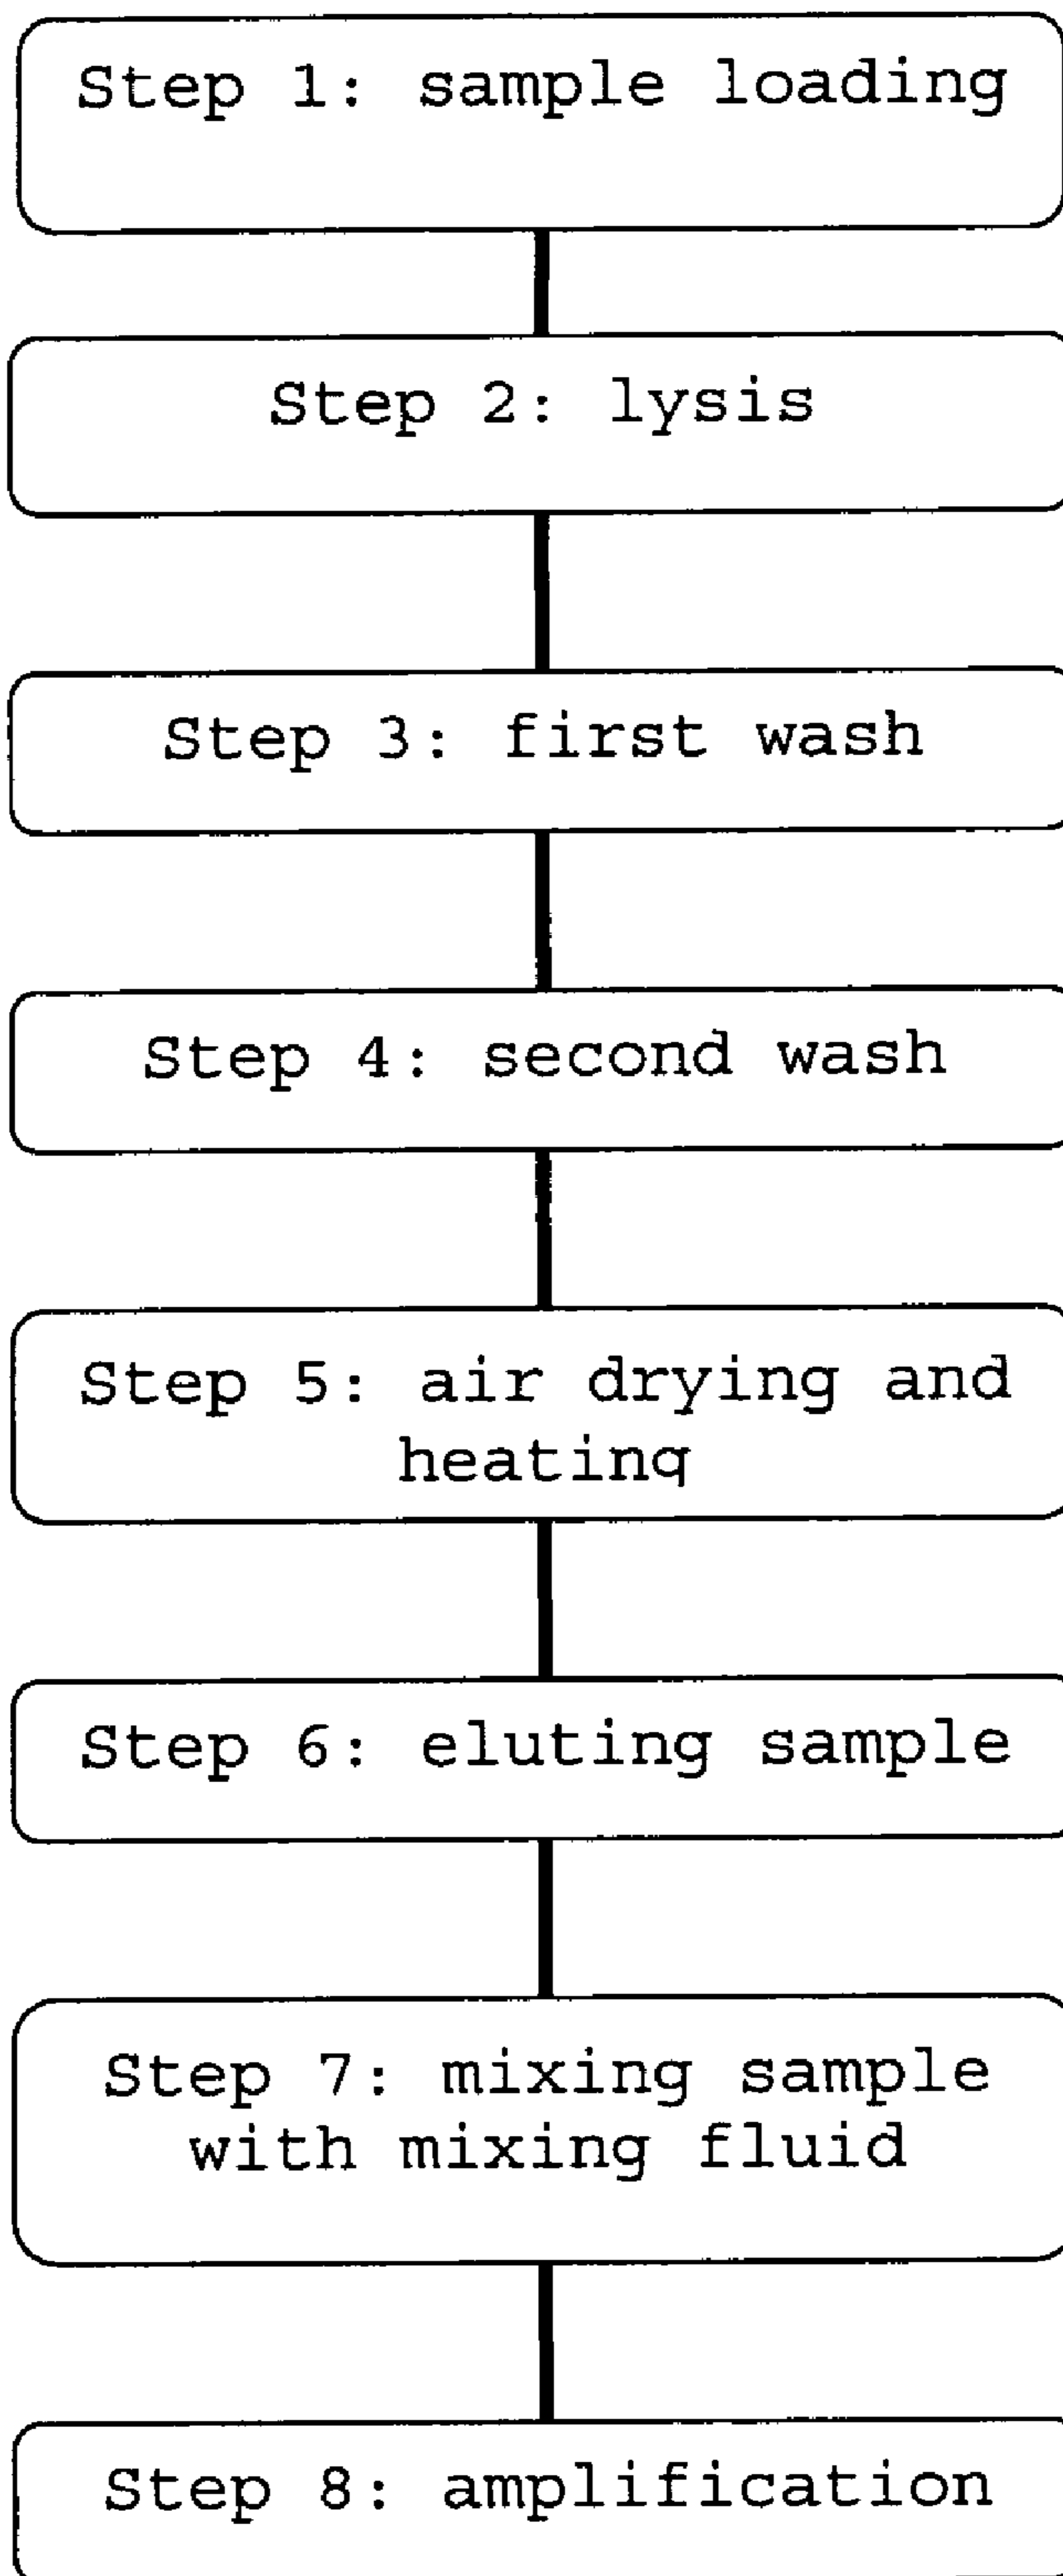 Step 1: sample loading
Step 2: lysis
Step 3: first wash
Step 4: second wash
Step 5: air drying and
heating
Step 6: eluting sample
Step 7: mixing sample
with mixing fluid
Step 8: amplification